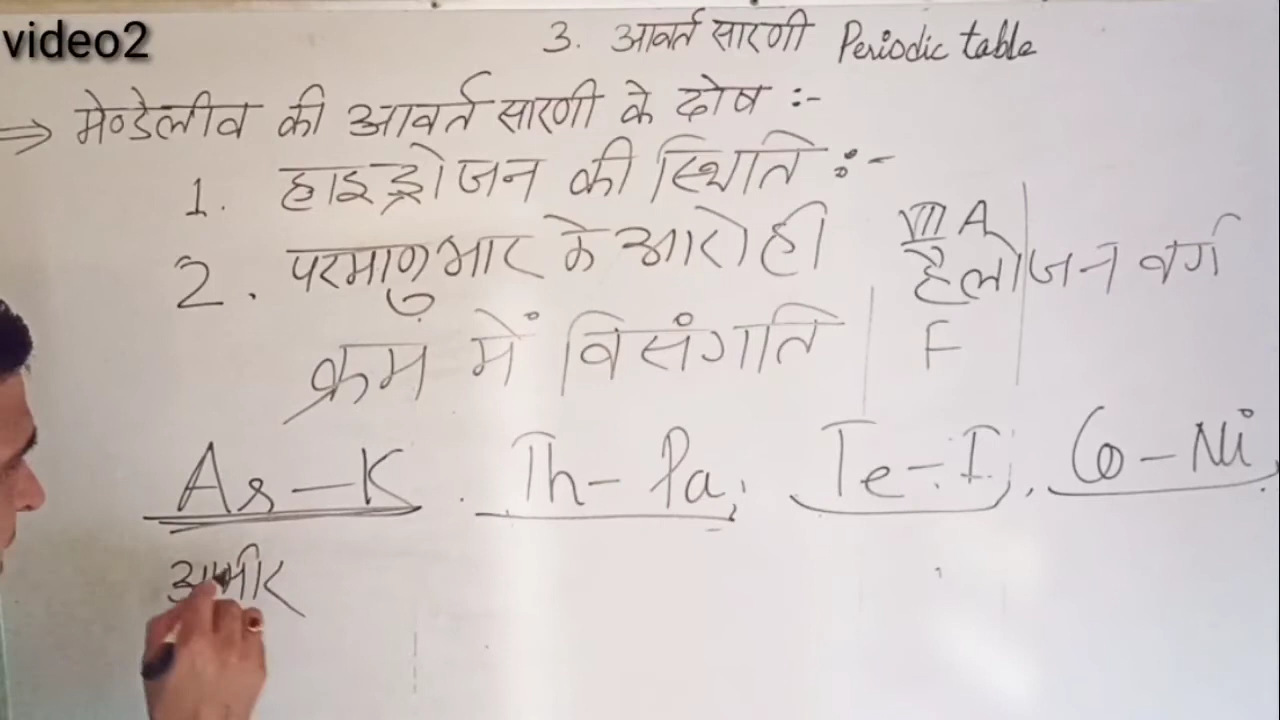 video2
3. आवर्त सारणी Periodic table
⇒ मेण्डेलीव की आवर्त सारणी के दोष :-
1. हाइड्रोजन की स्थिति :-
2. परमाणुभार के आरोही
क्रम में विसंगति
VII A
हैलोजन वर्ग
F
Ar – K . Th – Pa, Te – I, Co – Ni